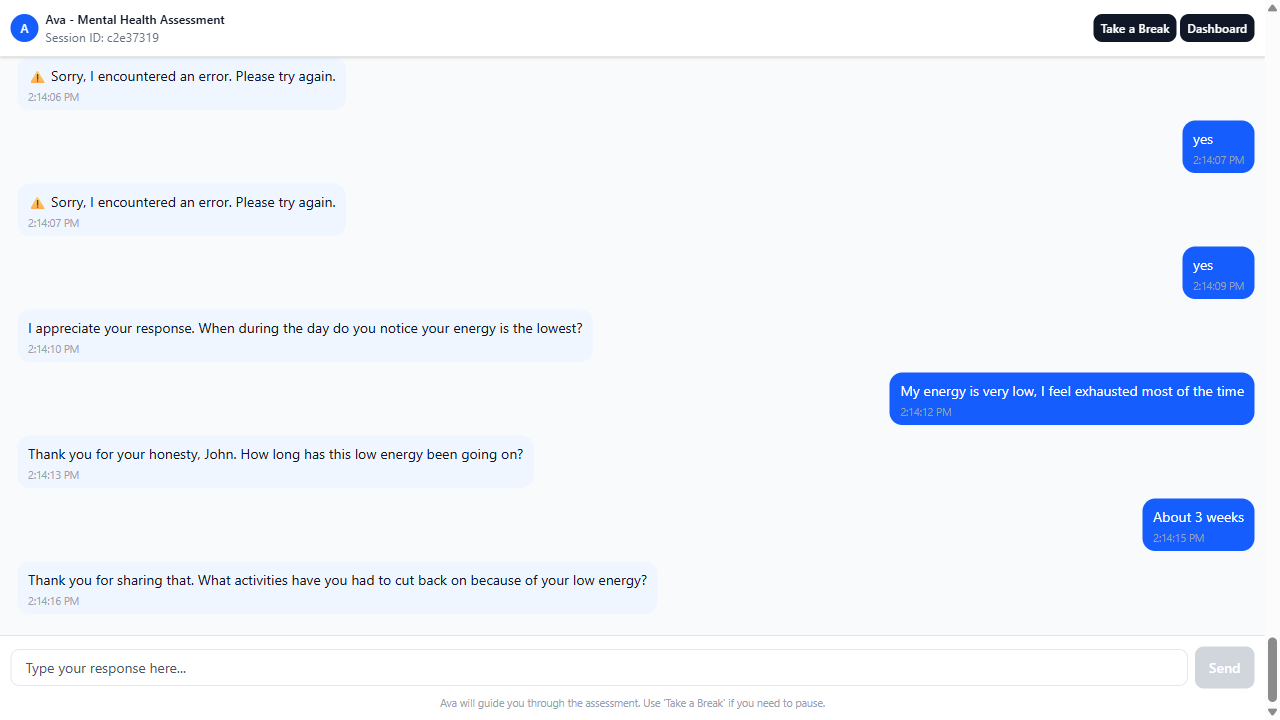 A
Ava - Mental Health Assessment
Session ID: c2e37319
Take a Break
Dashboard
⚠️ Sorry, I encountered an error. Please try again.
2:14:06 PM
yes
2:14:07 PM
⚠️ Sorry, I encountered an error. Please try again.
2:14:07 PM
yes
2:14:09 PM
I appreciate your response. When during the day do you notice your energy is the lowest?
2:14:10 PM
My energy is very low, I feel exhausted most of the time
2:14:12 PM
Thank you for your honesty, John. How long has this low energy been going on?
2:14:13 PM
About 3 weeks
2:14:15 PM
Thank you for sharing that. What activities have you had to cut back on because of your low energy?
2:14:16 PM
Type your response here...
Send
Ava will guide you through the assessment. Use 'Take a Break' if you need to pause.